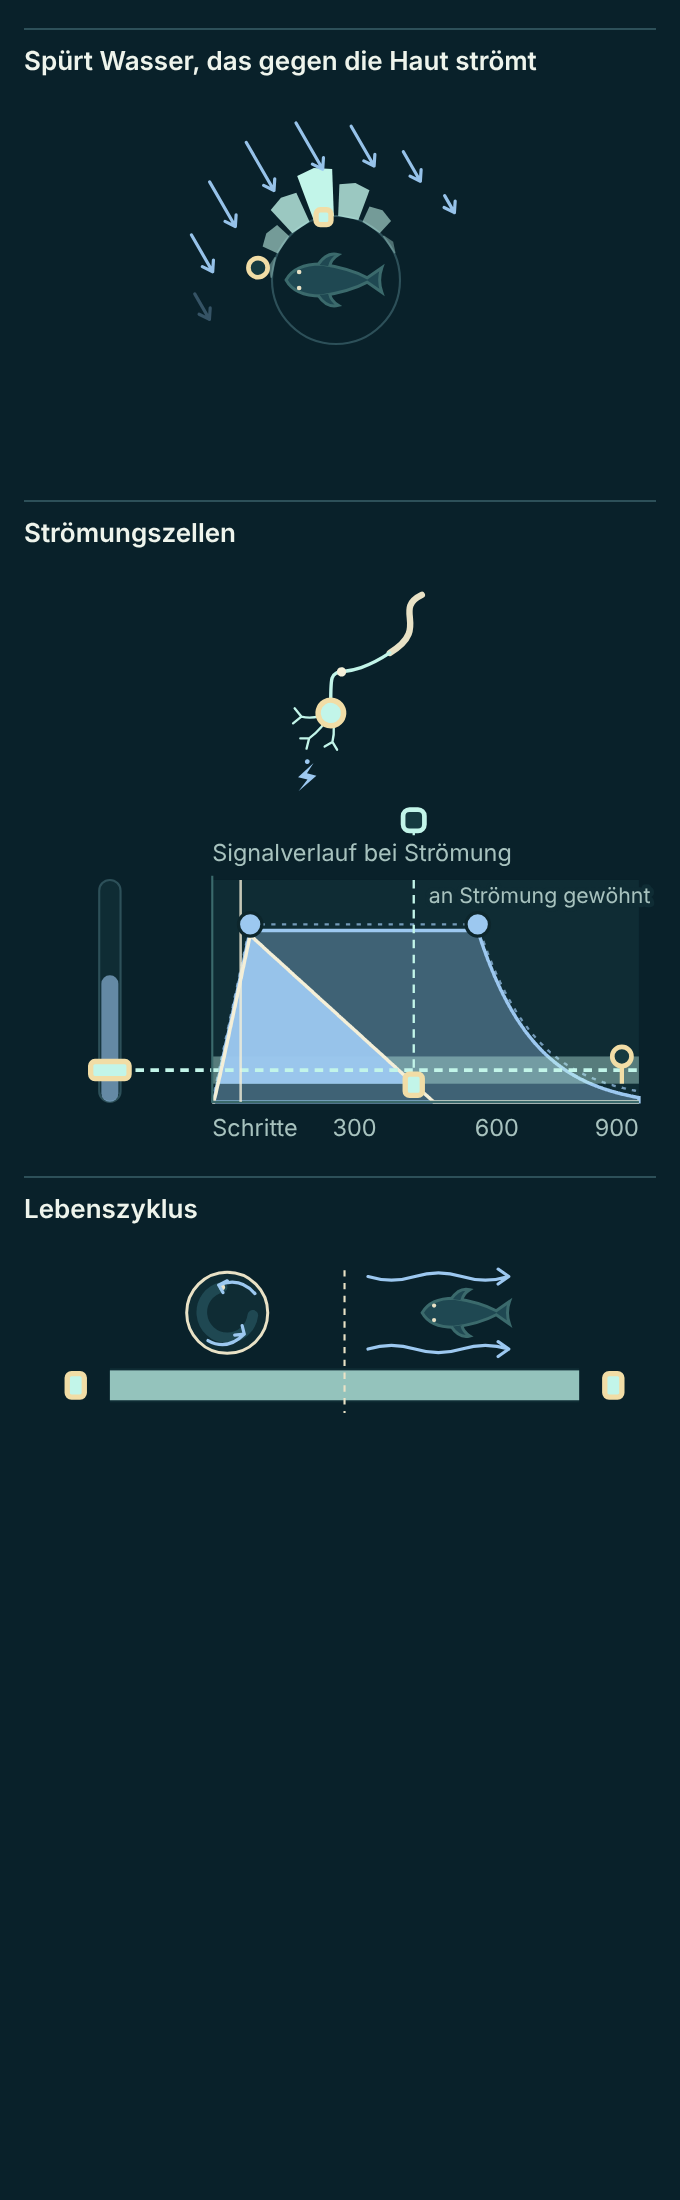 Spürt Wasser, das gegen die Haut strömt
Strömungszellen
Signalverlauf bei Strömung
an Strömung gewöhnt
Schritte 300 600 900
Lebenszyklus